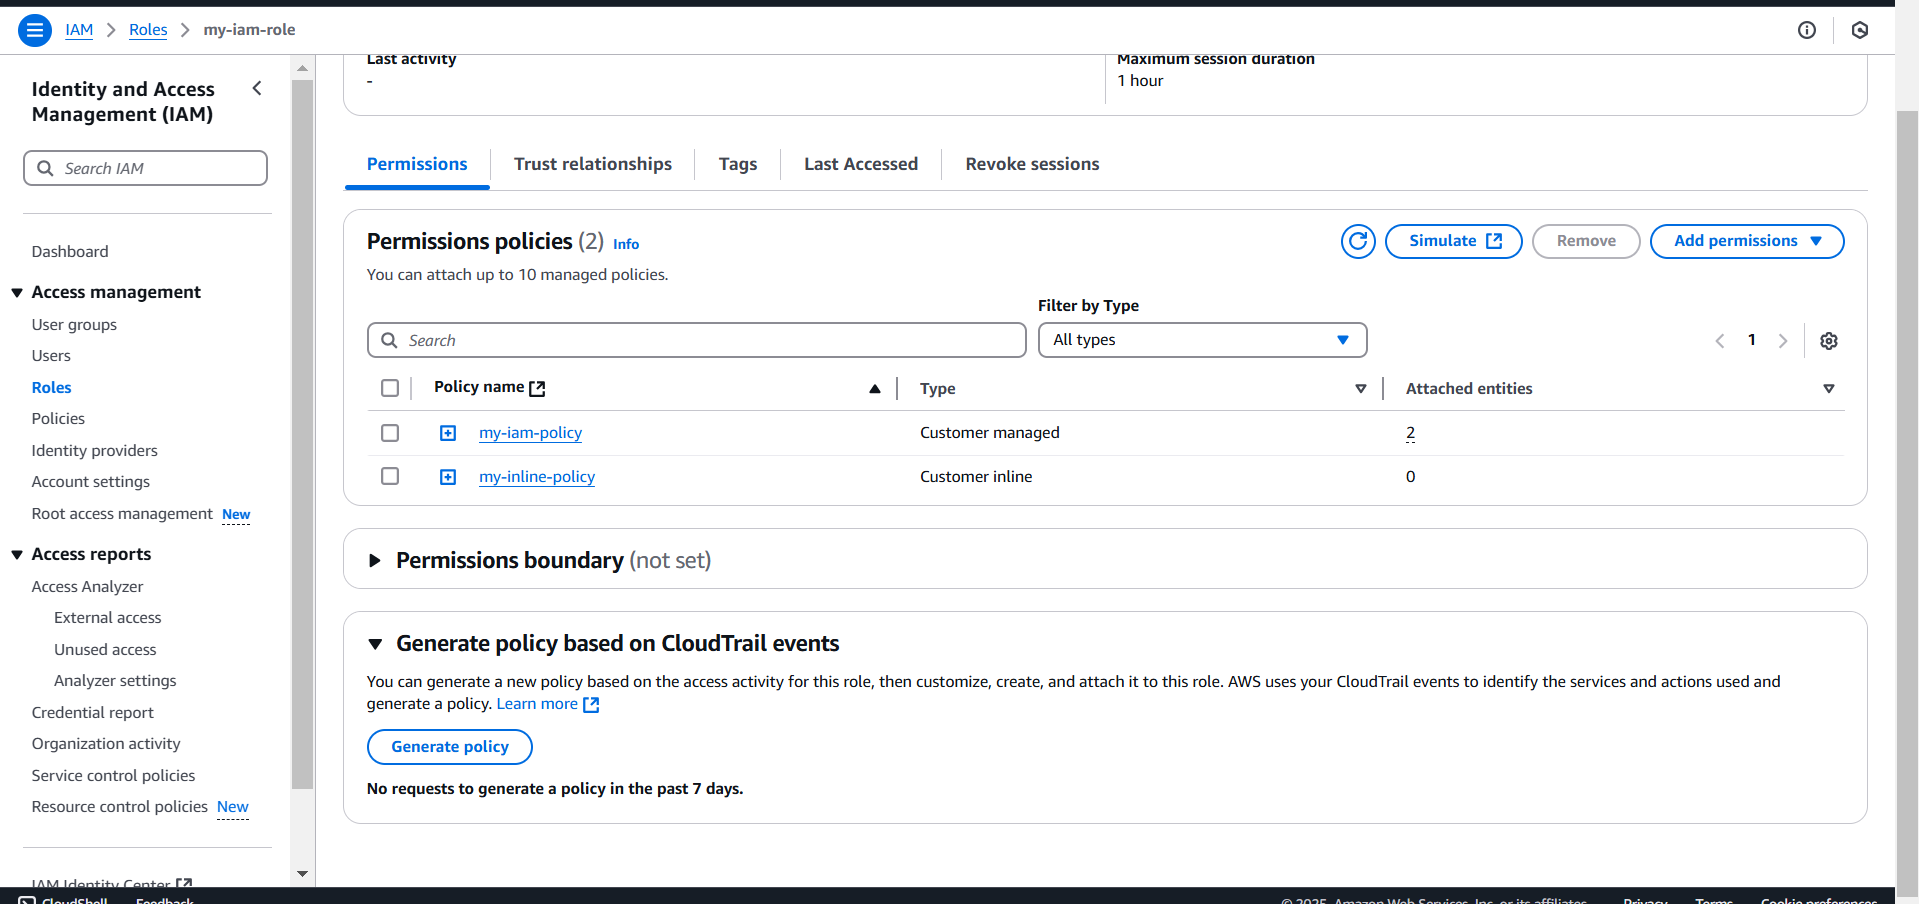 IAM > Roles > my-iam-role
Identity and Access
Management (IAM)
Search IAM
Dashboard
Access management
User groups
Users
Roles
Policies
Identity providers
Account settings
Root access management New
Access reports
Access Analyzer
External access
Unused access
Analyzer settings
Credential report
Organization activity
Service control policies
Resource control policies New
IAM Identity Center
Last activity
-
Maximum session duration
1 hour
Permissions
Trust relationships
Tags
Last Accessed
Revoke sessions
Permissions policies (2) Info
Simulate
Remove
Add permissions
You can attach up to 10 managed policies.
Filter by Type
Search
All types
1
Policy name
Type
Attached entities
my-iam-policy
Customer managed
2
my-inline-policy
Customer inline
0
Permissions boundary (not set)
Generate policy based on CloudTrail events
You can generate a new policy based on the access activity for this role, then customize, create, and attach it to this role. AWS uses your CloudTrail events to identify the services and actions used and
generate a policy. Learn more
Generate policy
No requests to generate a policy in the past 7 days.
CloudShell Feedback © 2025, Amazon Web Services, Inc. or its affiliates. Privacy Terms Cookie preferences